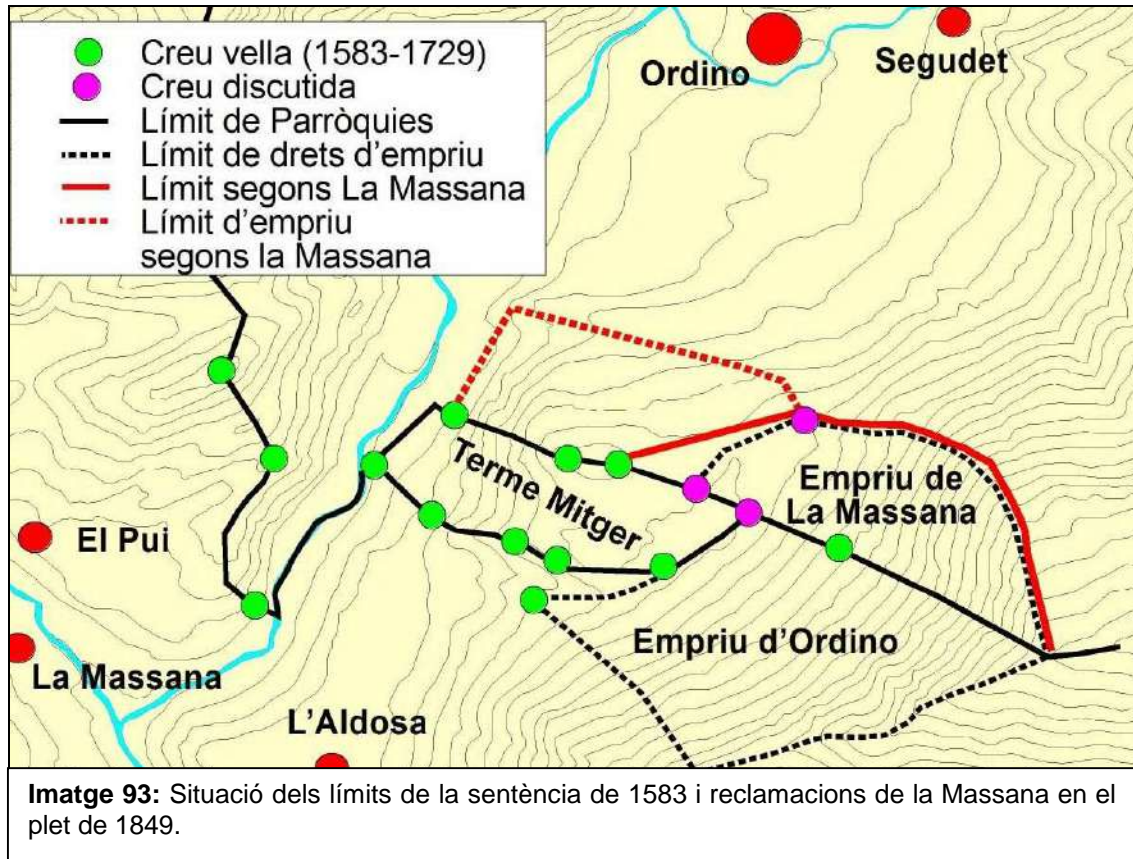 Creu vella (1583-1729)
Creu discutida
Límit de Parròquies
Límit de drets d'empriu
Límit segons La Massana
Límit d'empriu
segons la Massana
Ordino
Segudet
Terme Mitger
Empriu de
La Massana
El Pui
Empriu d'Ordino
La Massana
L'Aldosa
Imatge 93: Situació dels límits de la sentència de 1583 i reclamacions de la Massana en el
plet de 1849.